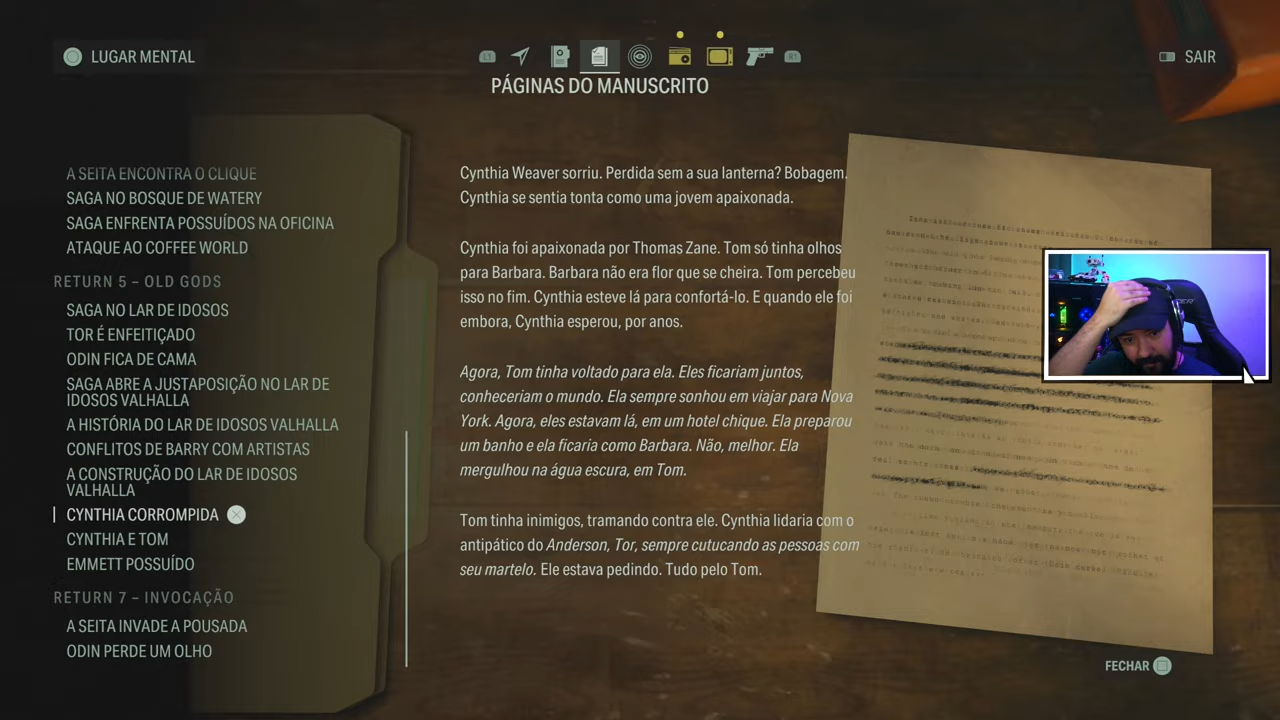 LUGAR MENTAL
L1
R1
SAIR
PÁGINAS DO MANUSCRITO
A SEITA ENCONTRA O CLIQUE
SAGA NO BOSQUE DE WATERY
SAGA ENFRENTA POSSUÍDOS NA OFICINA
ATAQUE AO COFFEE WORLD
RETURN 5 – OLD GODS
SAGA NO LAR DE IDOSOS
TOR É ENFEITIÇADO
ODIN FICA DE CAMA
SAGA ABRE A JUSTAPOSIÇÃO NO LAR DE
IDOSOS VALHALLA
A HISTÓRIA DO LAR DE IDOSOS VALHALLA
CONFLITOS DE BARRY COM ARTISTAS
A CONSTRUÇÃO DO LAR DE IDOSOS
VALHALLA
CYNTHIA CORROMPIDA
CYNTHIA E TOM
EMMETT POSSUÍDO
RETURN 7 – INVOCAÇÃO
A SEITA INVADE A POUSADA
ODIN PERDE UM OLHO
Cynthia Weaver sorriu. Perdida sem a sua lanterna? Bobagem.
Cynthia se sentia tonta como uma jovem apaixonada.
Cynthia foi apaixonada por Thomas Zane. Tom só tinha olhos
para Barbara. Barbara não era flor que se cheira. Tom percebeu
isso no fim. Cynthia esteve lá para confortá-lo. E quando ele foi
embora, Cynthia esperou, por anos.
Agora, Tom tinha voltado para ela. Eles ficariam juntos,
conheceriam o mundo. Ela sempre sonhou em viajar para Nova
York. Agora, eles estavam lá, em um hotel chique. Ela preparou
um banho e ela ficaria como Barbara. Não, melhor. Ela
mergulhou na água escura, em Tom.
Tom tinha inimigos, tramando contra ele. Cynthia lidaria com o
antipático do Anderson, Tor, sempre cutucando as pessoas com
seu martelo. Ele estava pedindo. Tudo pelo Tom.
FECHAR